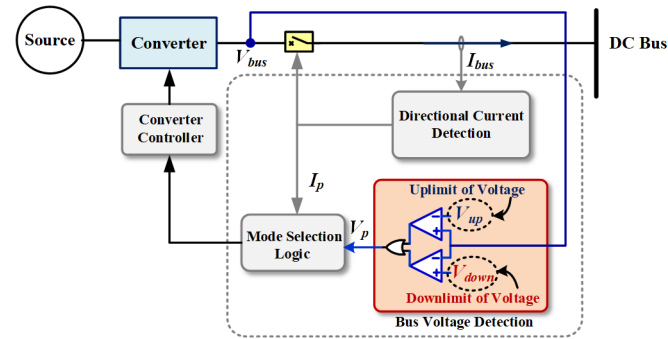 Source
Converter
V_bus
I_bus
DC Bus
Converter
Controller
Directional Current
Detection
I_p
Uplimit of Voltage
V_up
V_p
Mode Selection
Logic
V_down
Downlimit of Voltage
Bus Voltage Detection